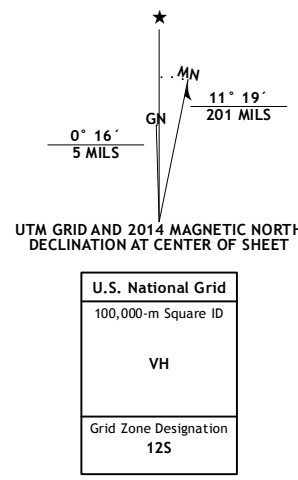 ★
MN
GN
11° 19´
201 MILS
0° 16´
5 MILS
UTM GRID AND 2014 MAGNETIC NORTH
DECLINATION AT CENTER OF SHEET
U.S. National Grid
100,000-m Square ID
VH
Grid Zone Designation
12S